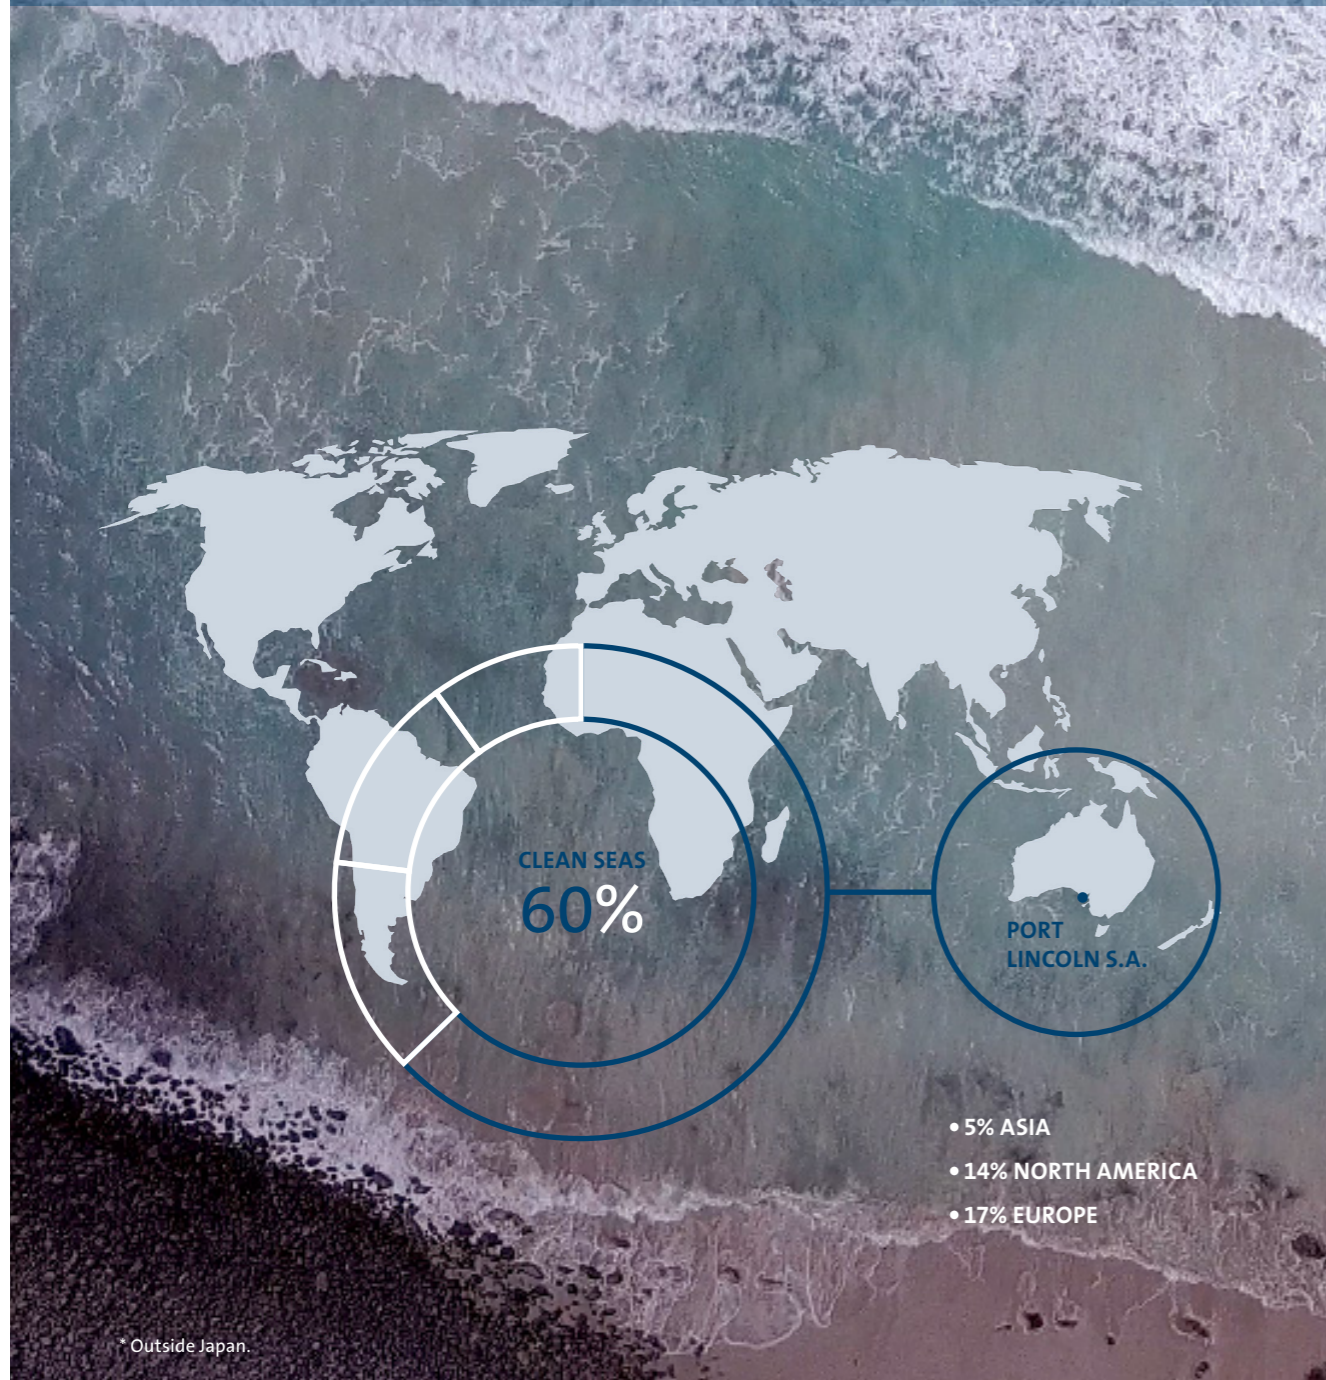 CLEAN SEAS
60%
PORT
LINCOLN S.A.
• 5% ASIA
• 14% NORTH AMERICA
• 17% EUROPE
* Outside Japan.